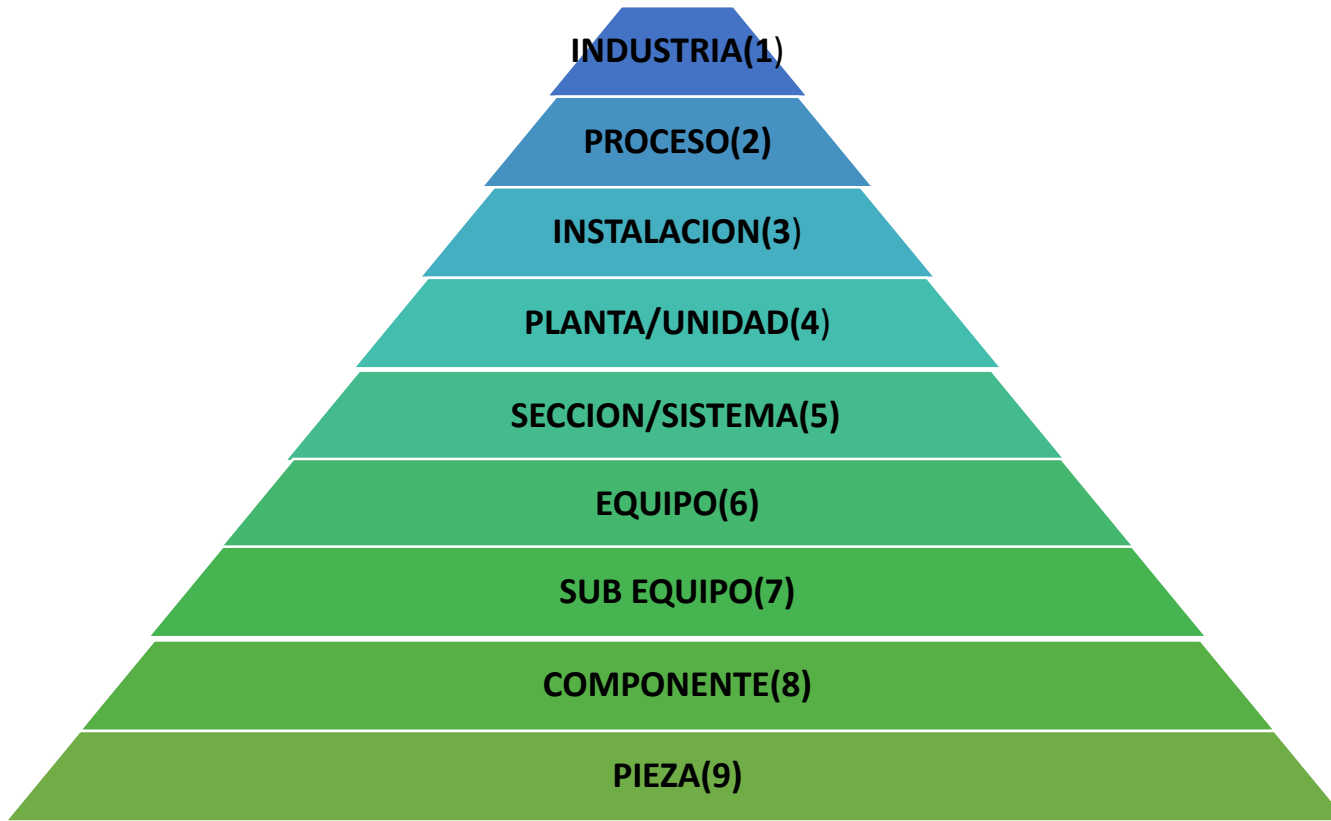 INDUSTRIA(1)
PROCESO(2)
INSTALACION(3)
PLANTA/UNIDAD(4)
SECCION/SISTEMA(5)
EQUIPO(6)
SUB EQUIPO(7)
COMPONENTE(8)
PIEZA(9)